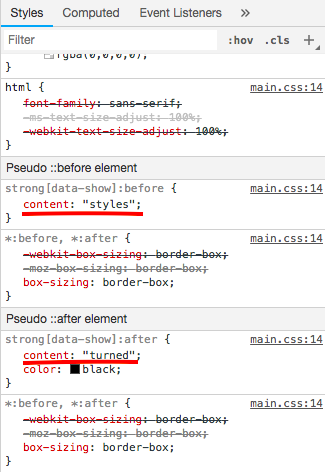 Styles Computed Event Listeners »
Filter :hov .cls +
rgba(0,0,0,0);
}
html { main.css:14
font-family: sans-serif;
-ms-text-size-adjust: 100%;
-webkit-text-size-adjust: 100%;
}
Pseudo ::before element
strong[data-show]:before { main.css:14
content: "styles";
}
*:before, *:after { main.css:14
-webkit-box-sizing: border-box;
-moz-box-sizing: border-box;
box-sizing: border-box;
}
Pseudo ::after element
strong[data-show]:after { main.css:14
content: "turned";
color: black;
}
*:before, *:after { main.css:14
-webkit-box-sizing: border-box;
-moz-box-sizing: border-box;
box-sizing: border-box;
}